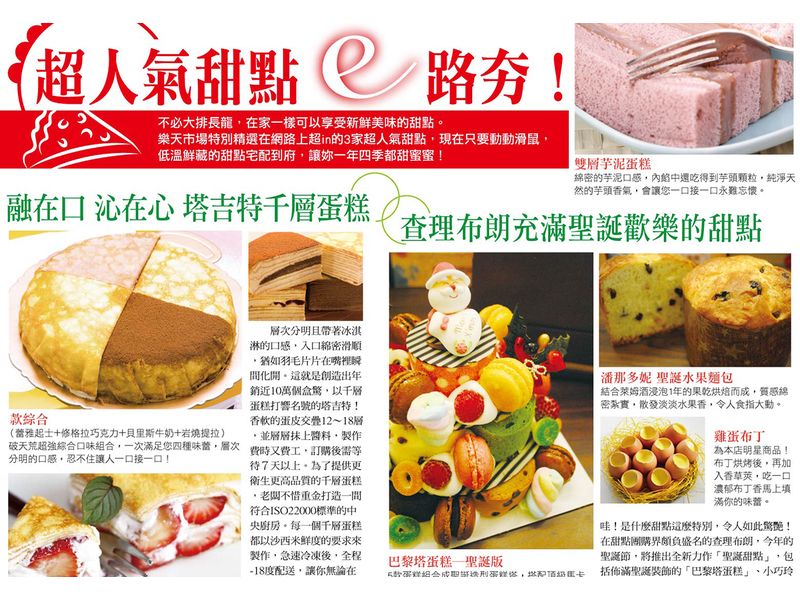 超人氣甜點 e 路夯！
不必大排長龍，在家一樣可以享受新鮮美味的甜點。
樂天市場特別精選在網路上超in的3家超人氣甜點，現在只要動動滑鼠，
低溫鮮藏的甜點宅配到府，讓妳一年四季都甜蜜蜜！
雙層芋泥蛋糕
綿密的芋泥口感，內餡中還吃得到芋頭顆粒，純淨天
然的芋頭香氣，會讓您一口接一口永難忘懷。
融在口 沁在心 塔吉特千層蛋糕
款綜合
（蕾雅起士+修格拉巧克力+貝里斯牛奶+岩燒提拉）
破天荒超強綜合口味組合，一次滿足您四種味蕾，層次
分明的口感，忍不住讓人一口接一口！
層次分明且帶著冰淇
淋的口感，入口綿密滑順
，猶如羽毛片片在嘴裡瞬
間化開。這就是創造出年
銷近10萬個盒驚，以千層
蛋糕打響名號的塔吉特！
香軟的蛋皮交疊12～18層
，並層層抹上醬料，製作
費時又費工，訂購後需等
待7天以上。為了提供更
衛生更高品質的千層蛋糕
，老闆不惜重金打造一間
符合ISO22000標準的中
央廚房。每一個千層蛋糕
都以沙西米鮮度的要求來
製作，急速冷凍後，全程
-18度配送，讓你無論在
查理布朗充滿聖誕歡樂的甜點
巴黎塔蛋糕—聖誕版
5款蛋糕組合成聖誕造型蛋糕塔，搭配頂級馬卡
潘那多妮 聖誕水果麵包
結合萊姆酒浸泡1年的果乾烘焙而成，質感綿
密紮實，散發淡淡水果香，令人食指大動。
雞蛋布丁
為本店明星商品！
布丁烘烤後，再加
入香草莢，吃一口
濃郁布丁香馬上填
滿你的味蕾。
哇！是什麼甜點這麼特別，令人如此驚艷！
在甜點團購界頗負盛名的查理布朗，今年的
聖誕節，將推出全新力作「聖誕甜點」，包
括佈滿聖誕裝飾的「巴黎塔蛋糕」、小巧玲